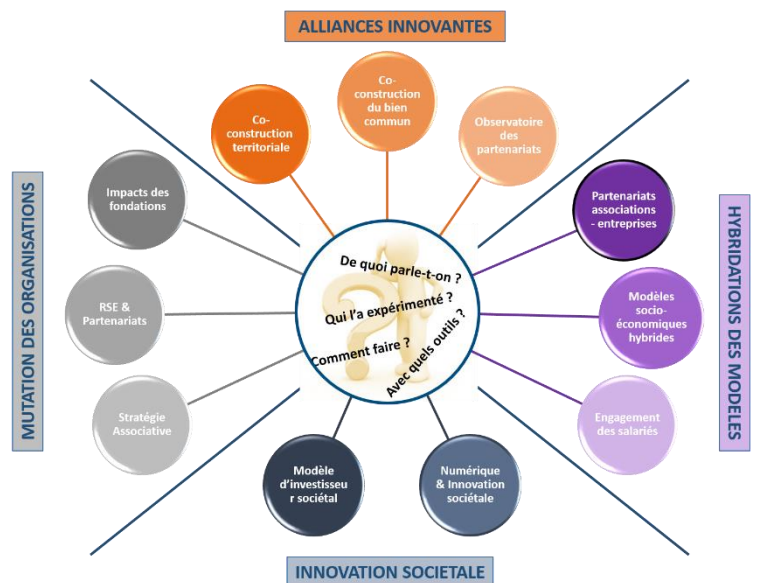 ALLIANCES INNOVANTES
Co-
construction
du bien
commun
Co-
construction
territoriale
Observatoire
des
partenariats
Impacts des
fondations
Partenariats
associations
- entreprises
MUTATION DES ORGANISATIONS
HYBRIDATIONS DES MODELES
De quoi parle-t-on ?
Qui l'a expérimenté ?
Comment faire ?
Avec quels outils ?
RSE &
Partenariats
Modèles
socio-
économiques
hybrides
Stratégie
Associative
Engagement
des salariés
Modèle
d'investisseu
r sociétal
Numérique
& Innovation
sociétale
INNOVATION SOCIETALE